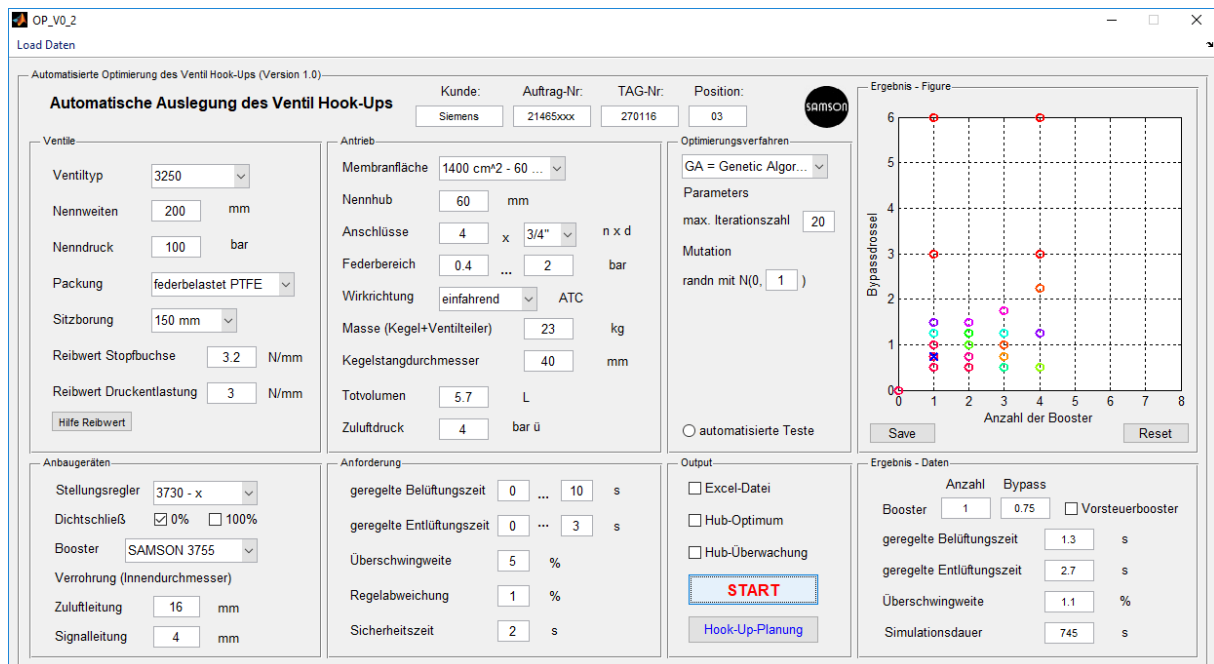 OP_V0_2
Load Daten
Automatisierte Optimierung des Ventil Hook-Ups (Version 1.0)
Automatische Auslegung des Ventil Hook-Ups
Kunde: Auftrag-Nr: TAG-Nr: Position:
Siemens 21465xxx 270116 03
SAMSON
Ventile
Ventiltyp 3250
Nennweiten 200 mm
Nenndruck 100 bar
Packung federbelastet PTFE
Sitzborung 150 mm
Reibwert Stopfbuchse 3.2 N/mm
Reibwert Druckentlastung 3 N/mm
Hilfe Reibwert
Antrieb
Membranfläche 1400 cm^2 - 60 ...
Nennhub 60 mm
Anschlüsse 4 x 3/4" n x d
Federbereich 0.4 ... 2 bar
Wirkrichtung einfahrend ATC
Masse (Kegel+Ventilteiler) 23 kg
Kegelstangdurchmesser 40 mm
Totvolumen 5.7 L
Zuluftdruck 4 bar ü
Optimierungsverfahren
GA = Genetic Algor...
Parameters
max. Iterationszahl 20
Mutation
randn mit N(0, 1 )
automatisierte Teste
Ergebnis - Figure
6
5
4
3
2
1
0
Bypassdrossel
0 1 2 3 4 5 6 7 8
Anzahl der Booster
Save Reset
Anbaugeräten
Stellungsregler 3730 - x
Dichtschließ 0% 100%
Booster SAMSON 3755
Verrohrung (Innendurchmesser)
Zuluftleitung 16 mm
Signalleitung 4 mm
Anforderung
geregelte Belüftungszeit 0 ... 10 s
geregelte Entlüftungszeit 0 ... 3 s
Überschwingweite 5 %
Regelabweichung 1 %
Sicherheitszeit 2 s
Output
Excel-Datei
Hub-Optimum
Hub-Überwachung
START
Hook-Up-Planung
Ergebnis - Daten
Anzahl Bypass
Booster 1 0.75 Vorsteuerbooster
geregelte Belüftungszeit 1.3 s
geregelte Entlüftungszeit 2.7 s
Überschwingweite 1.1 %
Simulationsdauer 745 s